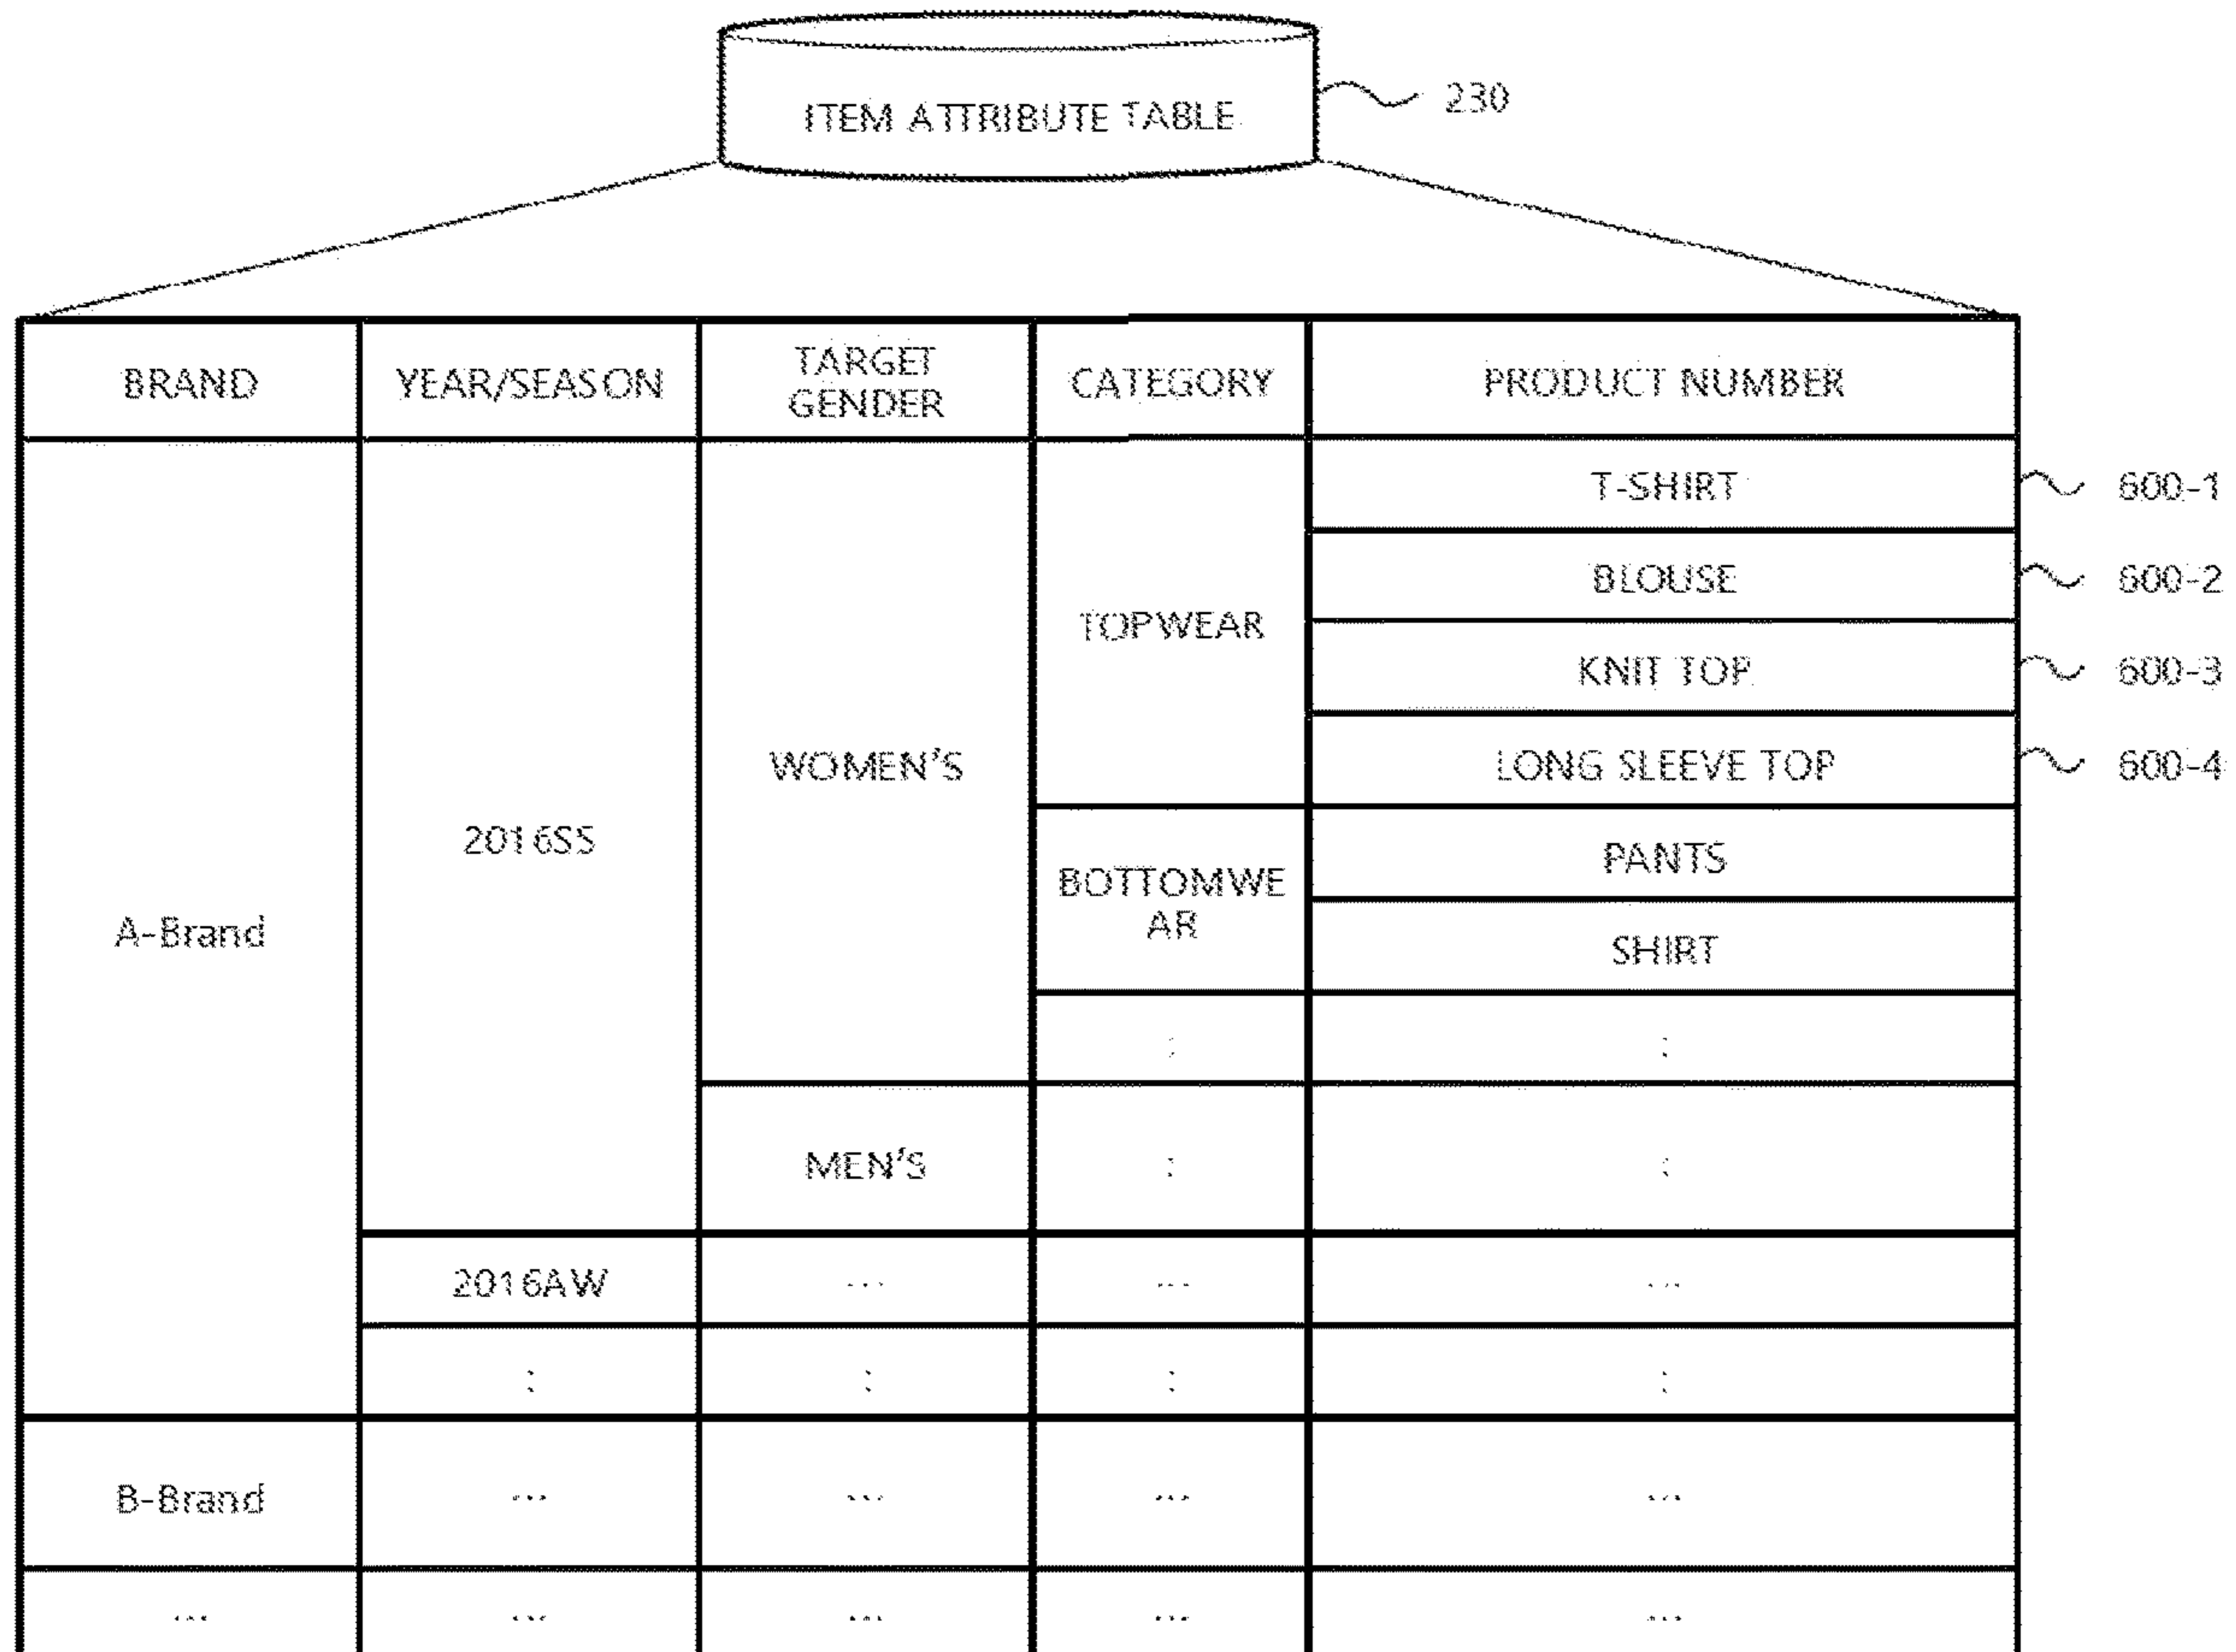 ITEM ATTRIBUTE TABLE
230
BRAND
YEAR/SEASON
TARGET
GENDER
CATEGORY
PRODUCT NUMBER
A-Brand
2016SS
WOMEN'S
TOPWEAR
T-SHIRT
600-1
BLOUSE
600-2
KNIT TOP
600-3
LONG SLEEVE TOP
600-4
BOTTOMWE
AR
PANTS
SHIRT
:
:
MEN'S
:
:
2016AW
...
...
...
:
:
:
:
B-Brand
...
...
...
...
...
...
...
...
...